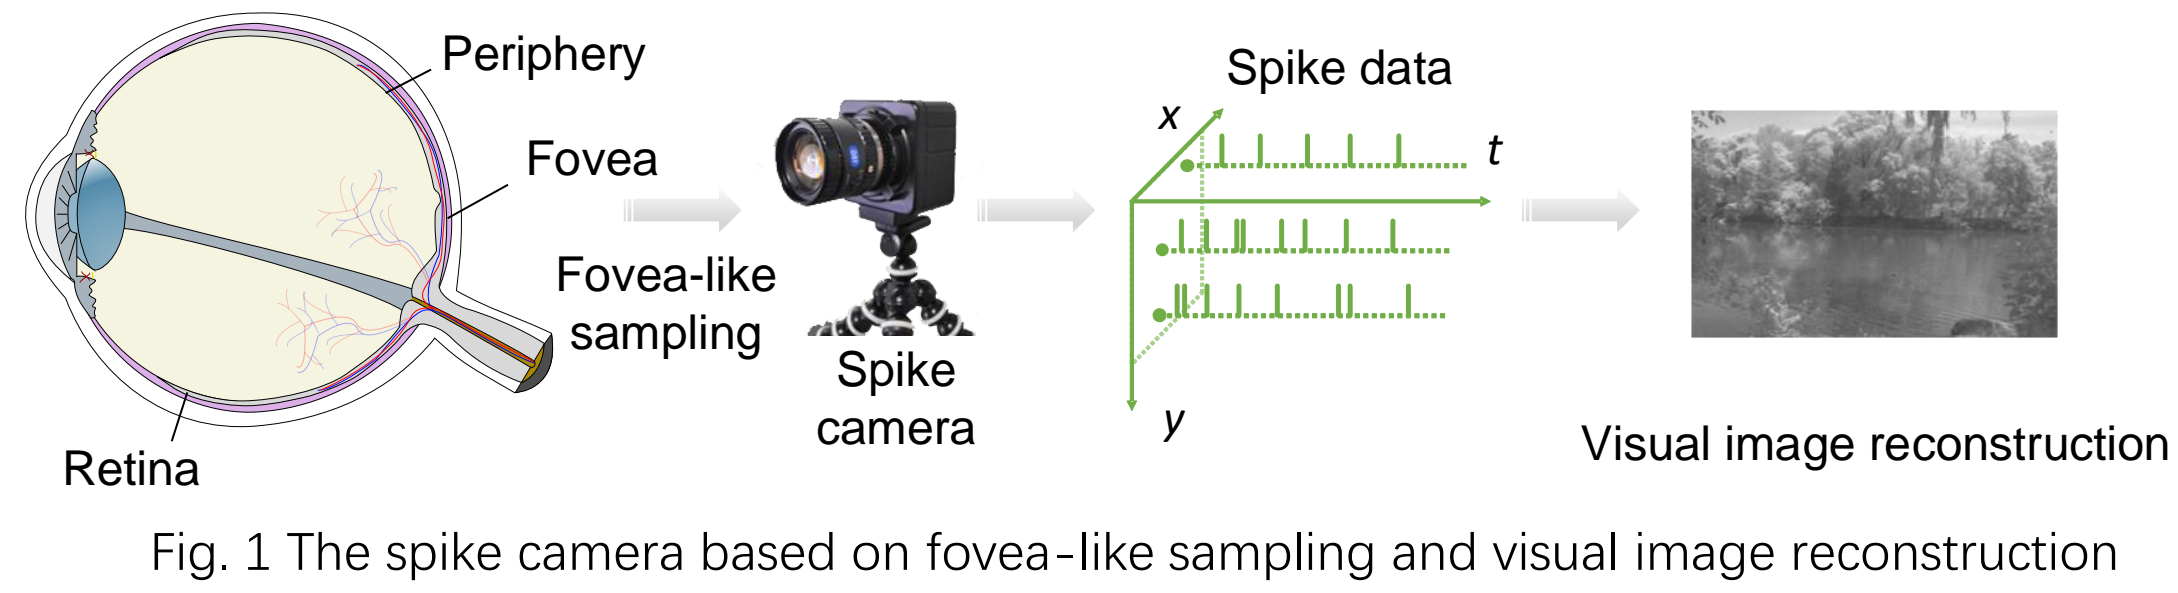 Periphery
Fovea
Retina
Fovea-like
sampling
Spike
camera
Spike data
x
t
y
Visual image reconstruction
Fig. 1 The spike camera based on fovea-like sampling and visual image reconstruction